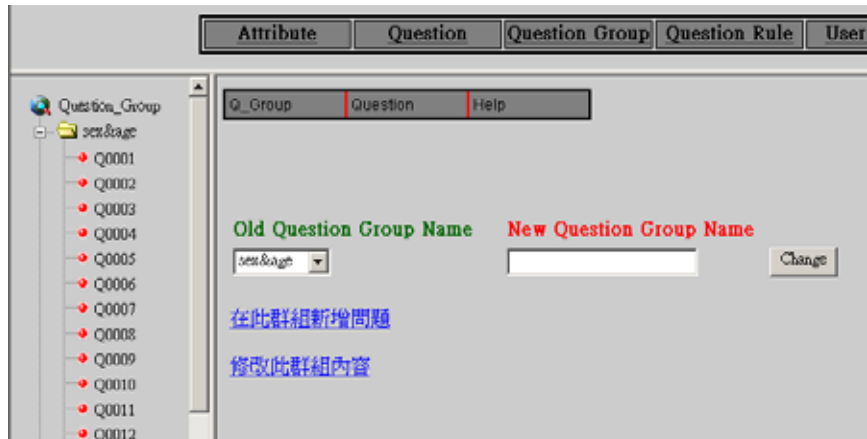 Attribute Question Question Group Question Rule User
Question_Group
sex&age
Q0001
Q0002
Q0003
Q0004
Q0005
Q0006
Q0007
Q0008
Q0009
Q0010
Q0011
Q0012
Q_Group Question Help
Old Question Group Name New Question Group Name
sex&age Change
在此群組新增問題
修改此群組內容